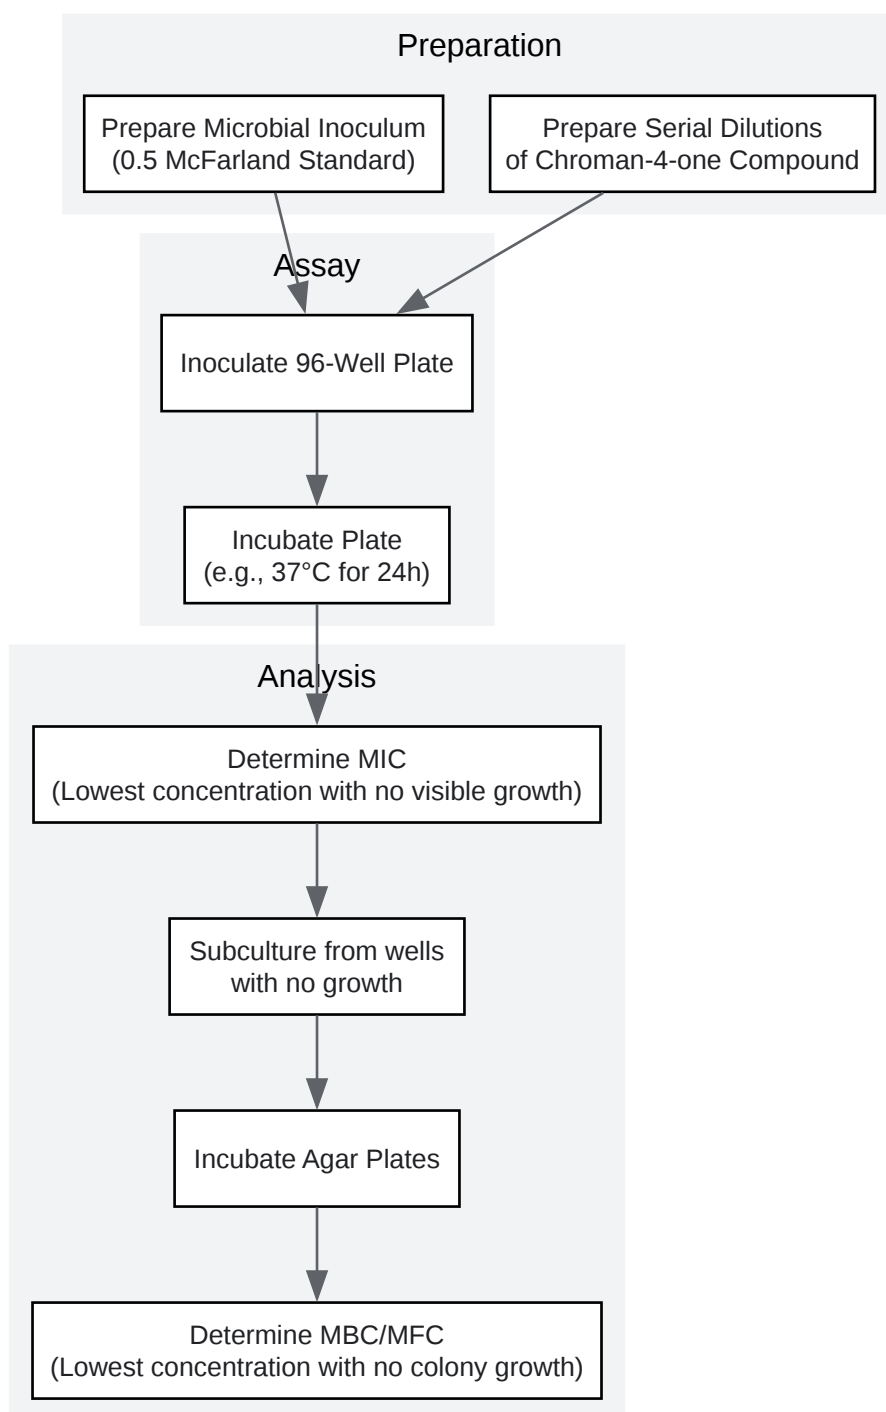 Preparation
Prepare Microbial Inoculum
(0.5 McFarland Standard)
Prepare Serial Dilutions
of Chroman-4-one Compound
Assay
Inoculate 96-Well Plate
Incubate Plate
(e.g., 37°C for 24h)
Analysis
Determine MIC
(Lowest concentration with no visible growth)
Subculture from wells
with no growth
Incubate Agar Plates
Determine MBC/MFC
(Lowest concentration with no colony growth)